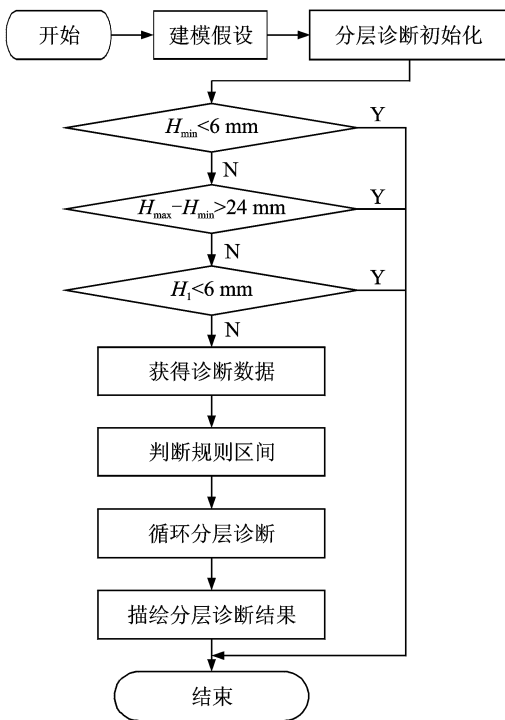 开始
建模假设
分层诊断初始化
Hmin<6 mm
Y
N
Hmax−Hmin>24 mm
Y
N
H1<6 mm
Y
N
获得诊断数据
判断规则区间
循环分层诊断
描绘分层诊断结果
结束